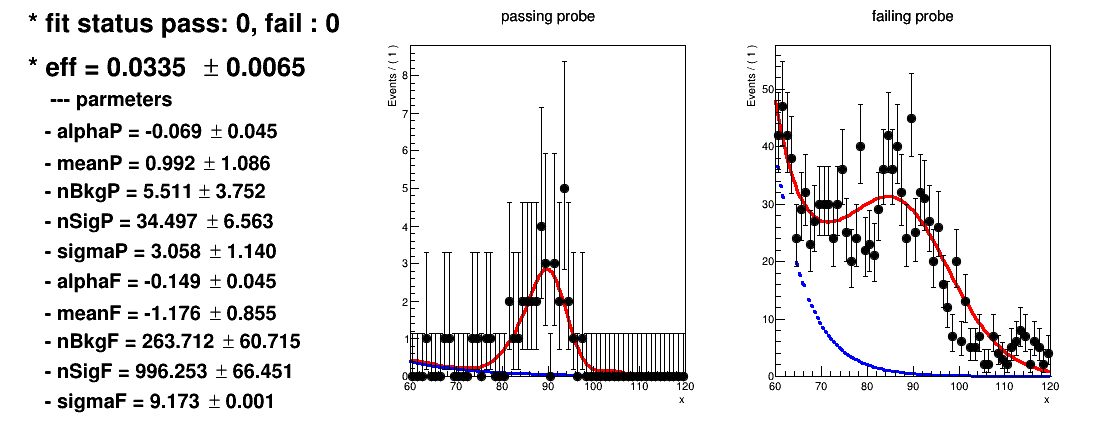 * fit status pass: 0, fail : 0
* eff = 0.0335 ± 0.0065
--- parmeters
- alphaP = -0.069 ± 0.045
- meanP = 0.992 ± 1.086
- nBkgP = 5.511 ± 3.752
- nSigP = 34.497 ± 6.563
- sigmaP = 3.058 ± 1.140
- alphaF = -0.149 ± 0.045
- meanF = -1.176 ± 0.855
- nBkgF = 263.712 ± 60.715
- nSigF = 996.253 ± 66.451
- sigmaF = 9.173 ± 0.001
passing probe
Events / ( 1 )
8
7
6
5
4
3
2
1
0
60 70 80 90 100 110 120
x
failing probe
Events / ( 1 )
50
40
30
20
10
0
60 70 80 90 100 110 120
x